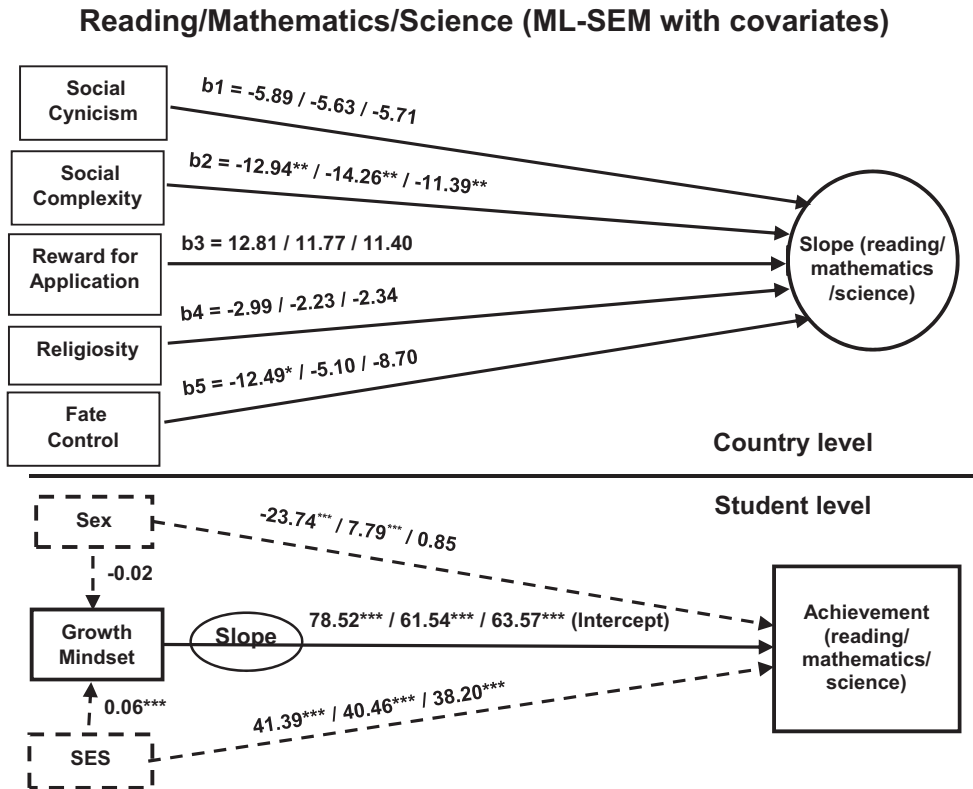 Reading/Mathematics/Science (ML-SEM with covariates)
Social
Cynicism
b1 = -5.89 / -5.63 / -5.71
Social
Complexity
b2 = -12.94** / -14.26** / -11.39**
Reward for
Application
b3 = 12.81 / 11.77 / 11.40
Religiosity
b4 = -2.99 / -2.23 / -2.34
Fate
Control
b5 = -12.49* / -5.10 / -8.70
Slope (reading/
mathematics
/science)
Country level
Student level
Sex
-23.74*** / 7.79*** / 0.85
-0.02
Growth
Mindset
Slope
78.52*** / 61.54*** / 63.57*** (Intercept)
Achievement
(reading/
mathematics/
science)
0.06***
41.39*** / 40.46*** / 38.20***
SES